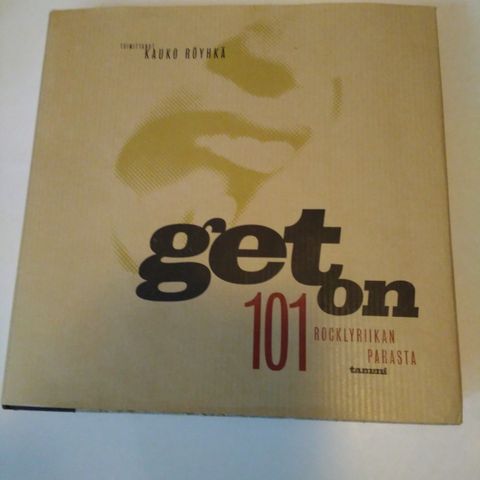 TOIMITTANUT
KAUKO RÖYHKÄ
get on
101
ROCKLYRIIKAN
PARASTA
tammi